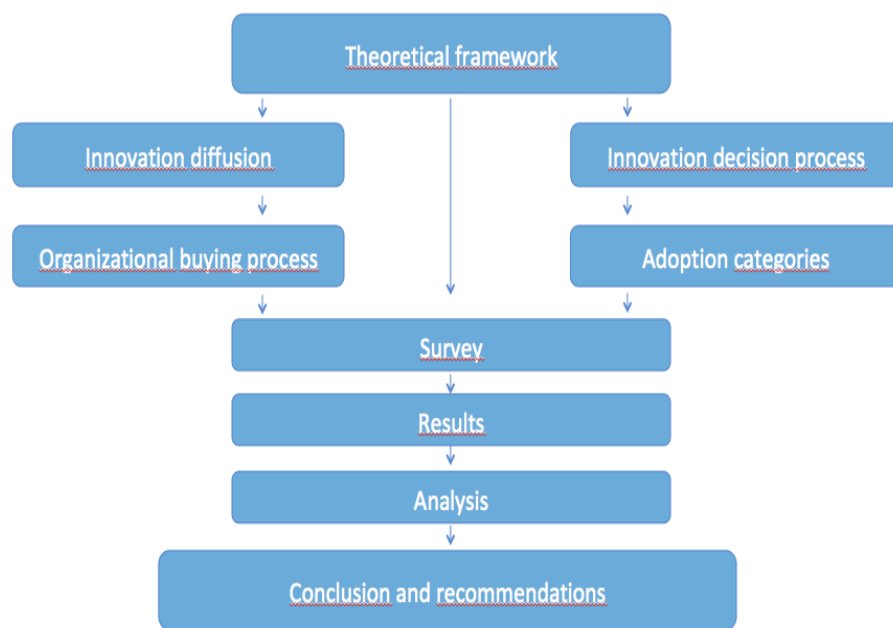 Theoretical framework
Innovation diffusion
Innovation decision process
Organizational buying process
Adoption categories
Survey
Results
Analysis
Conclusion and recommendations